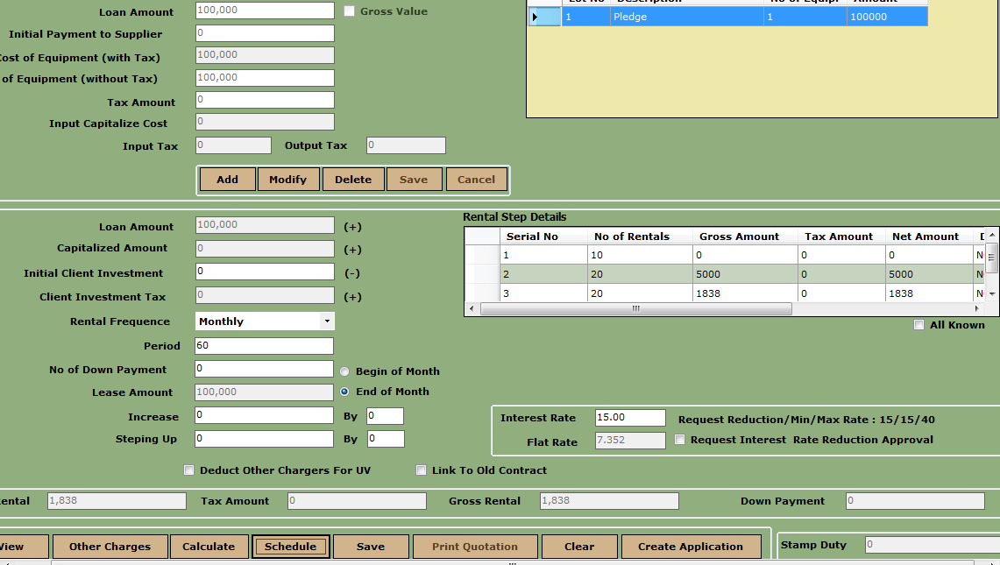 Loan Amount 100,000 Gross Value
Initial Payment to Supplier 0
Cost of Equipment (with Tax) 100,000
of Equipment (without Tax) 100,000
Tax Amount 0
Input Capitalize Cost 0
Input Tax 0 Output Tax 0
Lot No Description No of Equip. Amount
1 Pledge 1 100000
Add Modify Delete Save Cancel
Loan Amount 100,000 (+)
Capitalized Amount 0 (+)
Initial Client Investment 0 (-)
Client Investment Tax 0 (+)
Rental Frequence Monthly
Period 60
No of Down Payment 0 Begin of Month
Lease Amount 100,000 End of Month
Increase 0 By 0
Steping Up 0 By 0
Rental Step Details
Serial No No of Rentals Gross Amount Tax Amount Net Amount
1 10 0 0 0
2 20 5000 0 5000
3 20 1838 0 1838
All Known
Interest Rate 15.00 Request Reduction/Min/Max Rate : 15/15/40
Flat Rate 7.352 Request Interest Rate Reduction Approval
Deduct Other Chargers For UV Link To Old Contract
ental 1,838 Tax Amount 0 Gross Rental 1,838 Down Payment 0
View Other Charges Calculate Schedule Save Print Quotation Clear Create Application Stamp Duty 0